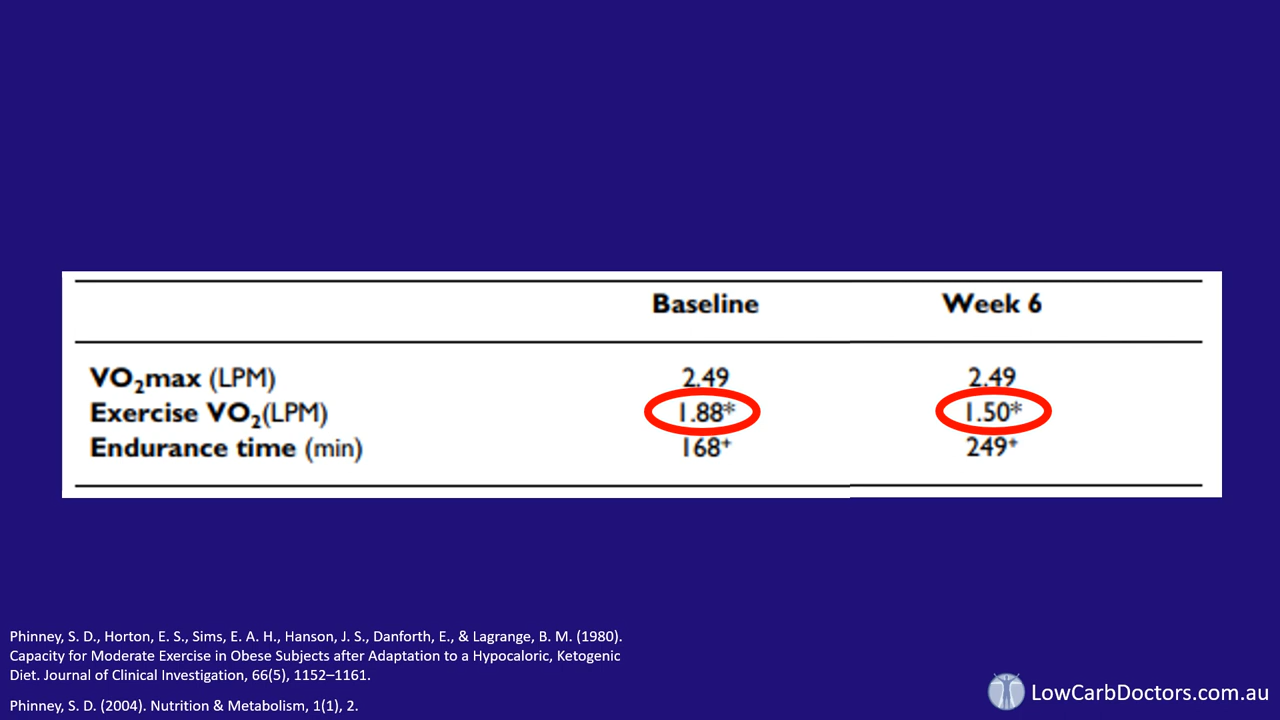 Baseline Week 6
VO₂max (LPM) 2.49 2.49
Exercise VO₂(LPM) 1.88* 1.50*
Endurance time (min) 168⁺ 249⁺
Phinney, S. D., Horton, E. S., Sims, E. A. H., Hanson, J. S., Danforth, E., & Lagrange, B. M. (1980).
Capacity for Moderate Exercise in Obese Subjects after Adaptation to a Hypocaloric, Ketogenic
Diet. Journal of Clinical Investigation, 66(5), 1152–1161.
Phinney, S. D. (2004). Nutrition & Metabolism, 1(1), 2.
LowCarbDoctors.com.au